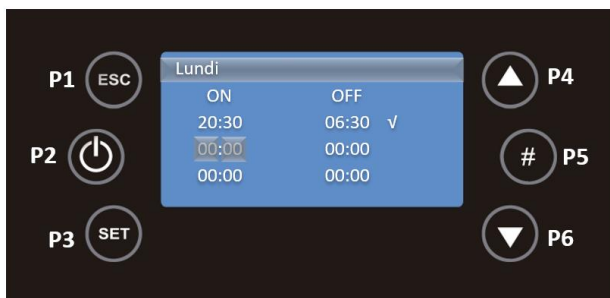 P1 ESC
P2
P3 SET
Lundi
ON OFF
20:30 06:30 √
00:00 00:00
00:00 00:00
P4
# P5
P6